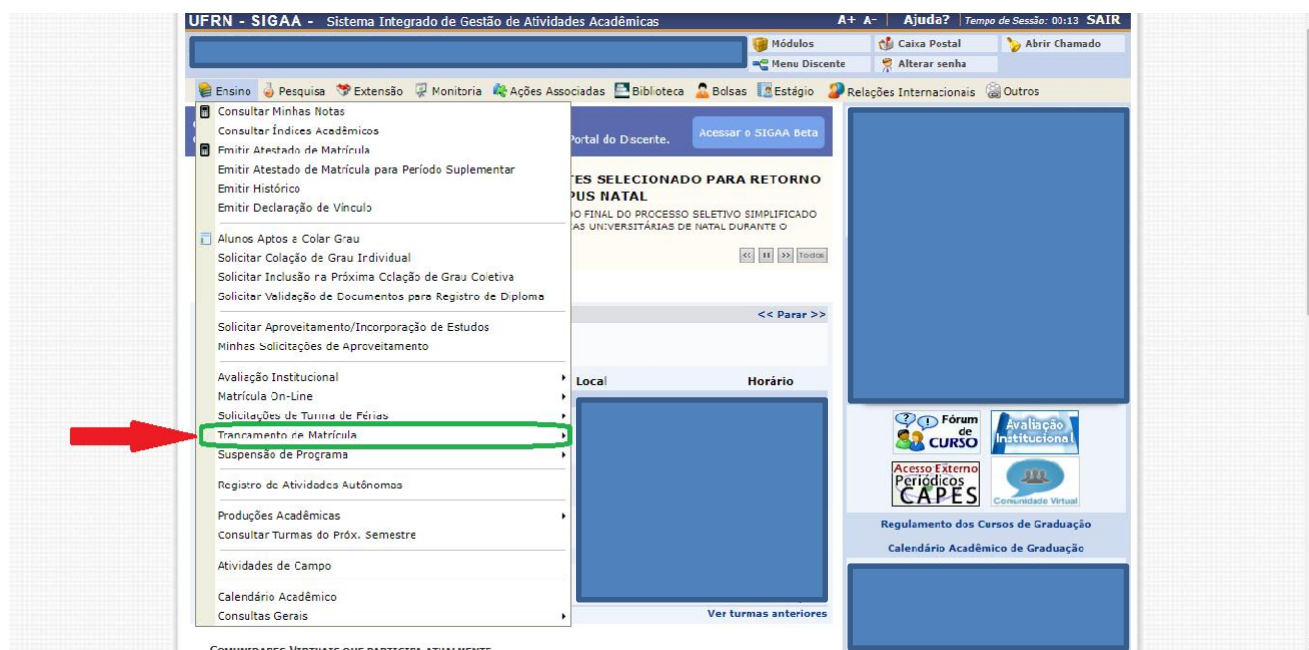 UFRN - SIGAA - Sistema Integrado de Gestão de Atividades Acadêmicas
A+ A- Ajuda? Tempo de Sessão: 00:13 SAIR
Módulos Caixa Postal Abrir Chamado
Menu Discente Alterar senha
Ensino Pesquisa Extensão Monitoria Ações Associadas Biblioteca Bolsas Estágio Relações Internacionais Outros
Consultar Minhas Notas
Consultar Índices Acadêmicos
Emitir Atestado de Matrícula
Emitir Atestado de Matrícula para Período Suplementar
Emitir Histórico
Emitir Declaração de Vínculo
Alunos Aptos a Colar Grau
Solicitar Colação de Grau Individual
Solicitar Inclusão na Próxima Colação de Grau Coletiva
Solicitar Validação de Documentos para Registro de Diploma
Solicitar Aproveitamento/Incorporação de Estudos
Minhas Solicitações de Aproveitamento
Avaliação Institucional
Matrícula On-Line
Solicitações de Turma de Férias
Trancamento de Matrícula
Suspensão de Programa
Registro de Atividades Autônomas
Produções Acadêmicas
Consultar Turmas do Próx. Semestre
Atividades de Campo
Calendário Acadêmico
Consultas Gerais
Portal do Discente.
Acessar o SIGAA Beta
TES SELECIONADO PARA RETORNO
PUS NATAL
O FINAL DO PROCESSO SELETIVO SIMPLIFICADO
AS UNIVERSITÁRIAS DE NATAL DURANTE O
<< II >> Todos
<< Parar >>
Local Horário
Ver turmas anteriores
Fórum
de
CURSO
Avaliação
Institucional
Acesso Externo
Periódicos
CAPES
Comunidade Virtual
Regulamento dos Cursos de Graduação
Calendário Acadêmico de Graduação
COMUNIDADES VIRTUAIS QUE PARTICIPA ATUALMENTE